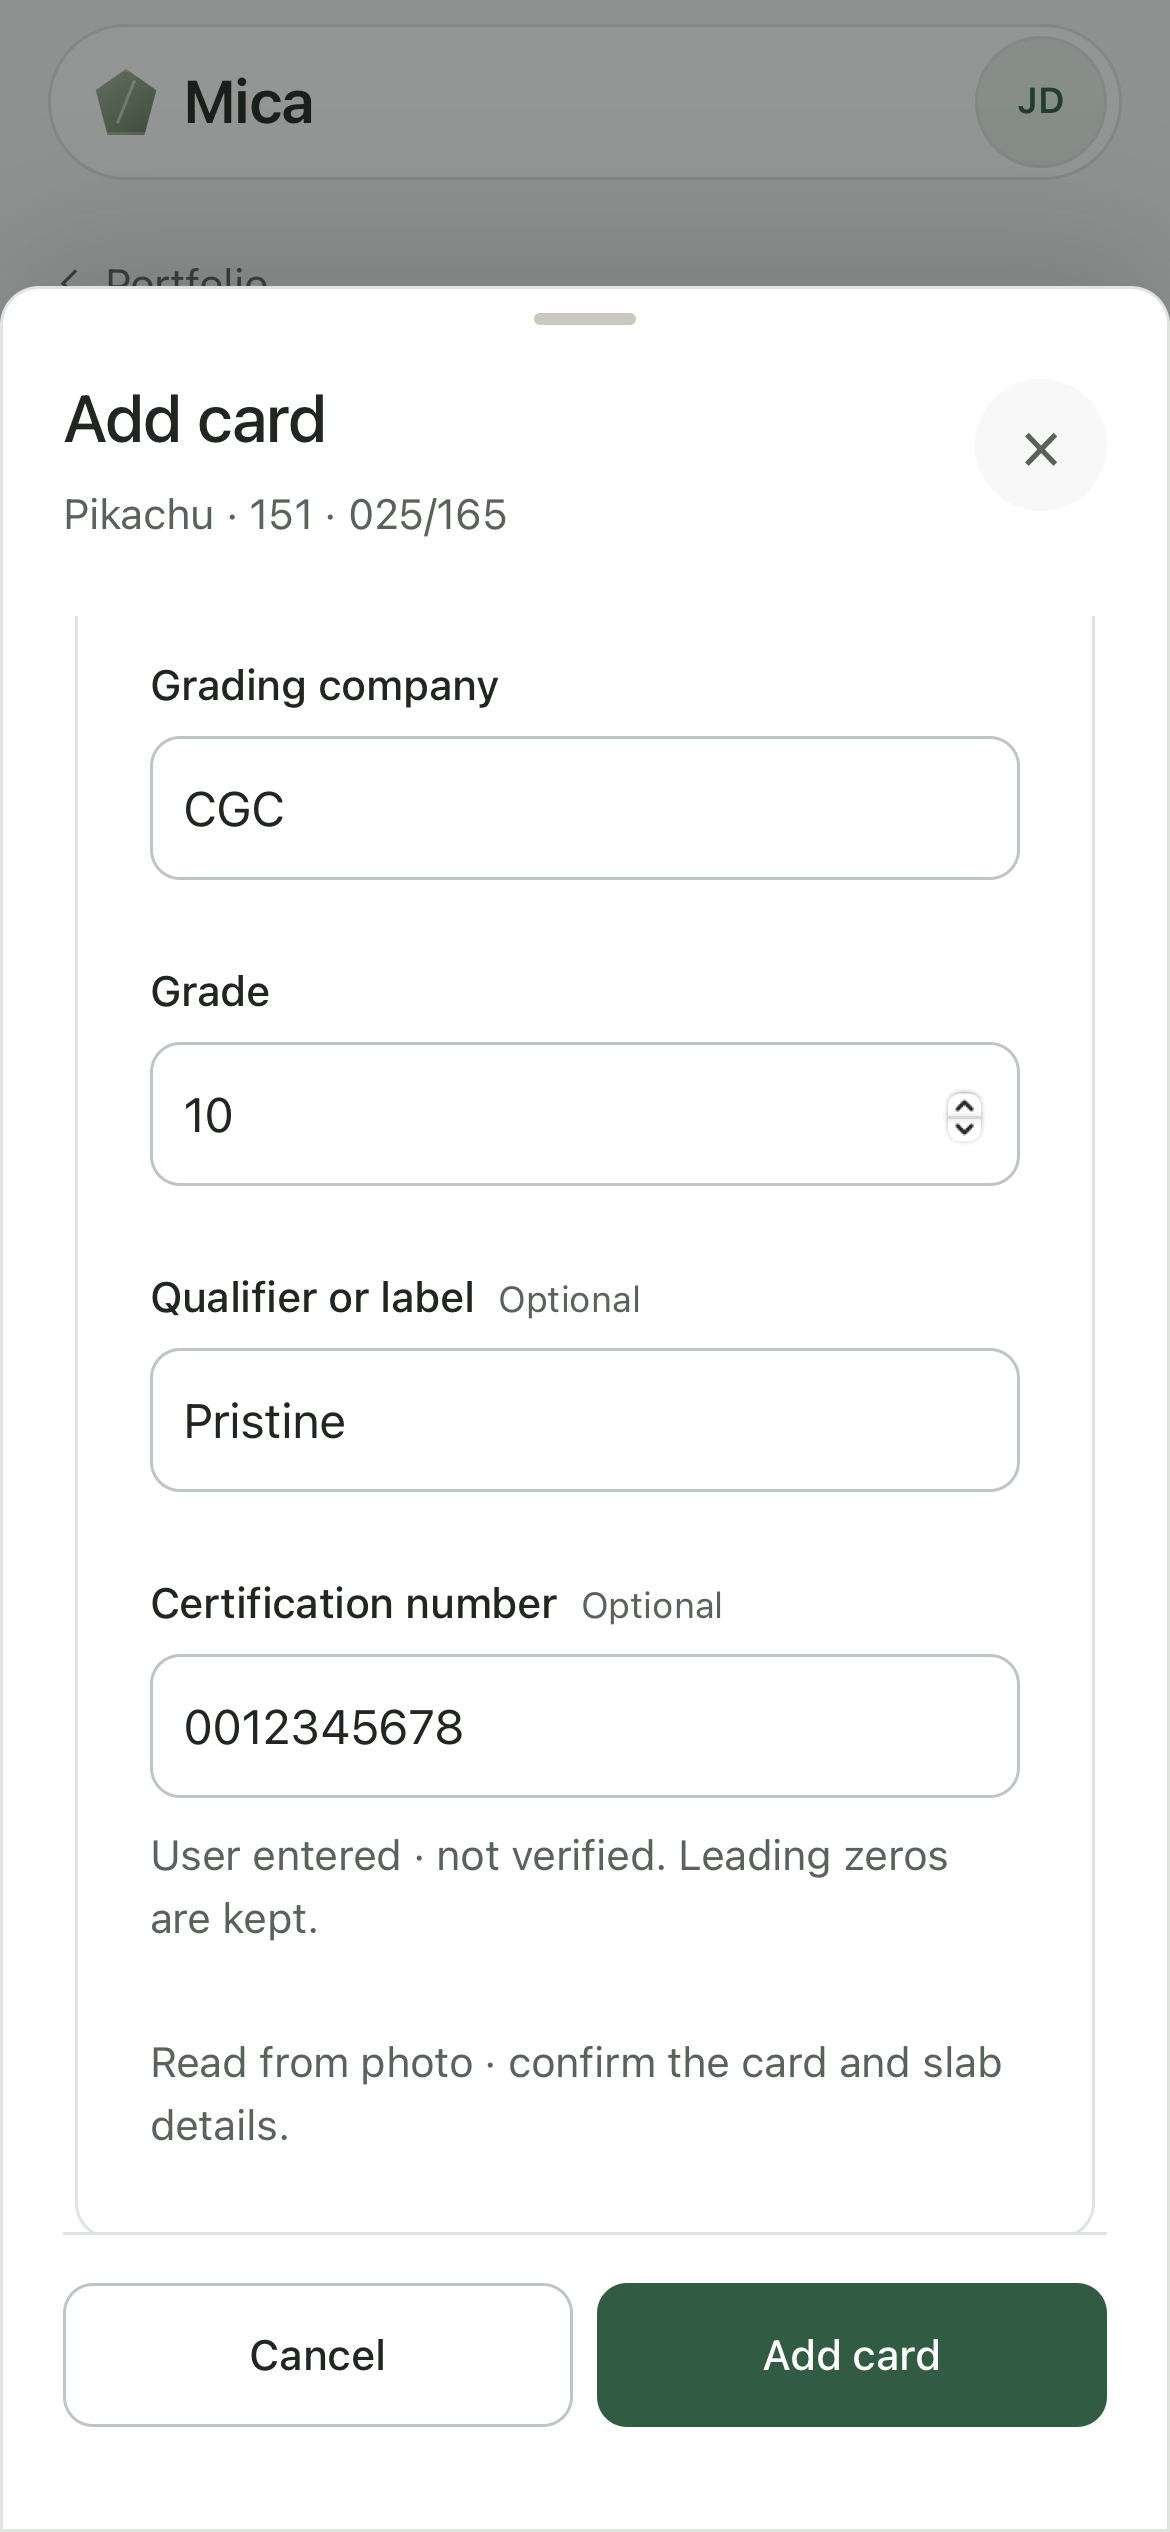 Mica
JD
Portfolio
Add card
Pikachu · 151 · 025/165
Grading company
CGC
Grade
10
Qualifier or label Optional
Pristine
Certification number Optional
0012345678
User entered · not verified. Leading zeros
are kept.
Read from photo · confirm the card and slab
details.
Cancel
Add card